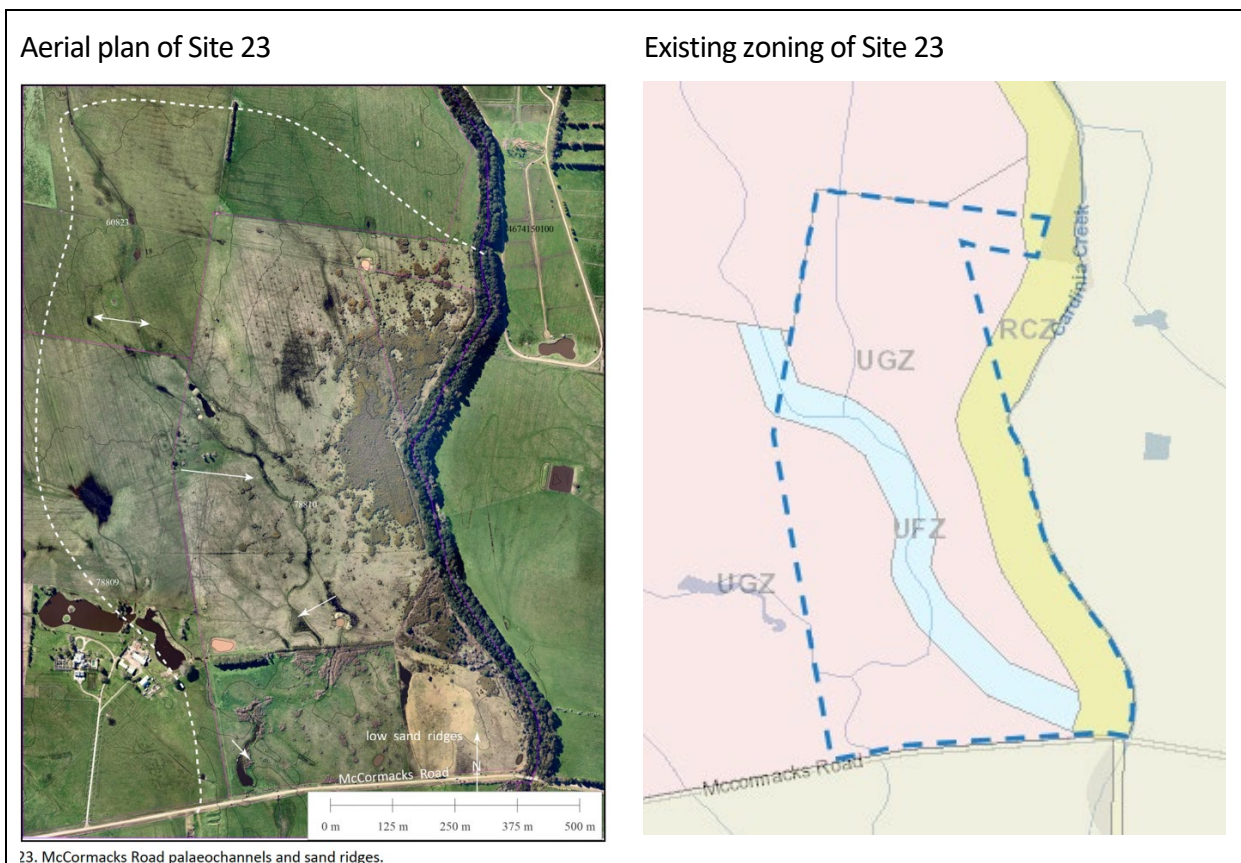 Aerial plan of Site 23
Existing zoning of Site 23
60823
4674150100
78810
78809
low sand ridges
McCormacks Road
N
0 m 125 m 250 m 375 m 500 m
23. McCormacks Road palaeochannels and sand ridges.
Cardinia Creek
RCZ
UGZ
UFZ
UGZ
Mccormacks Road